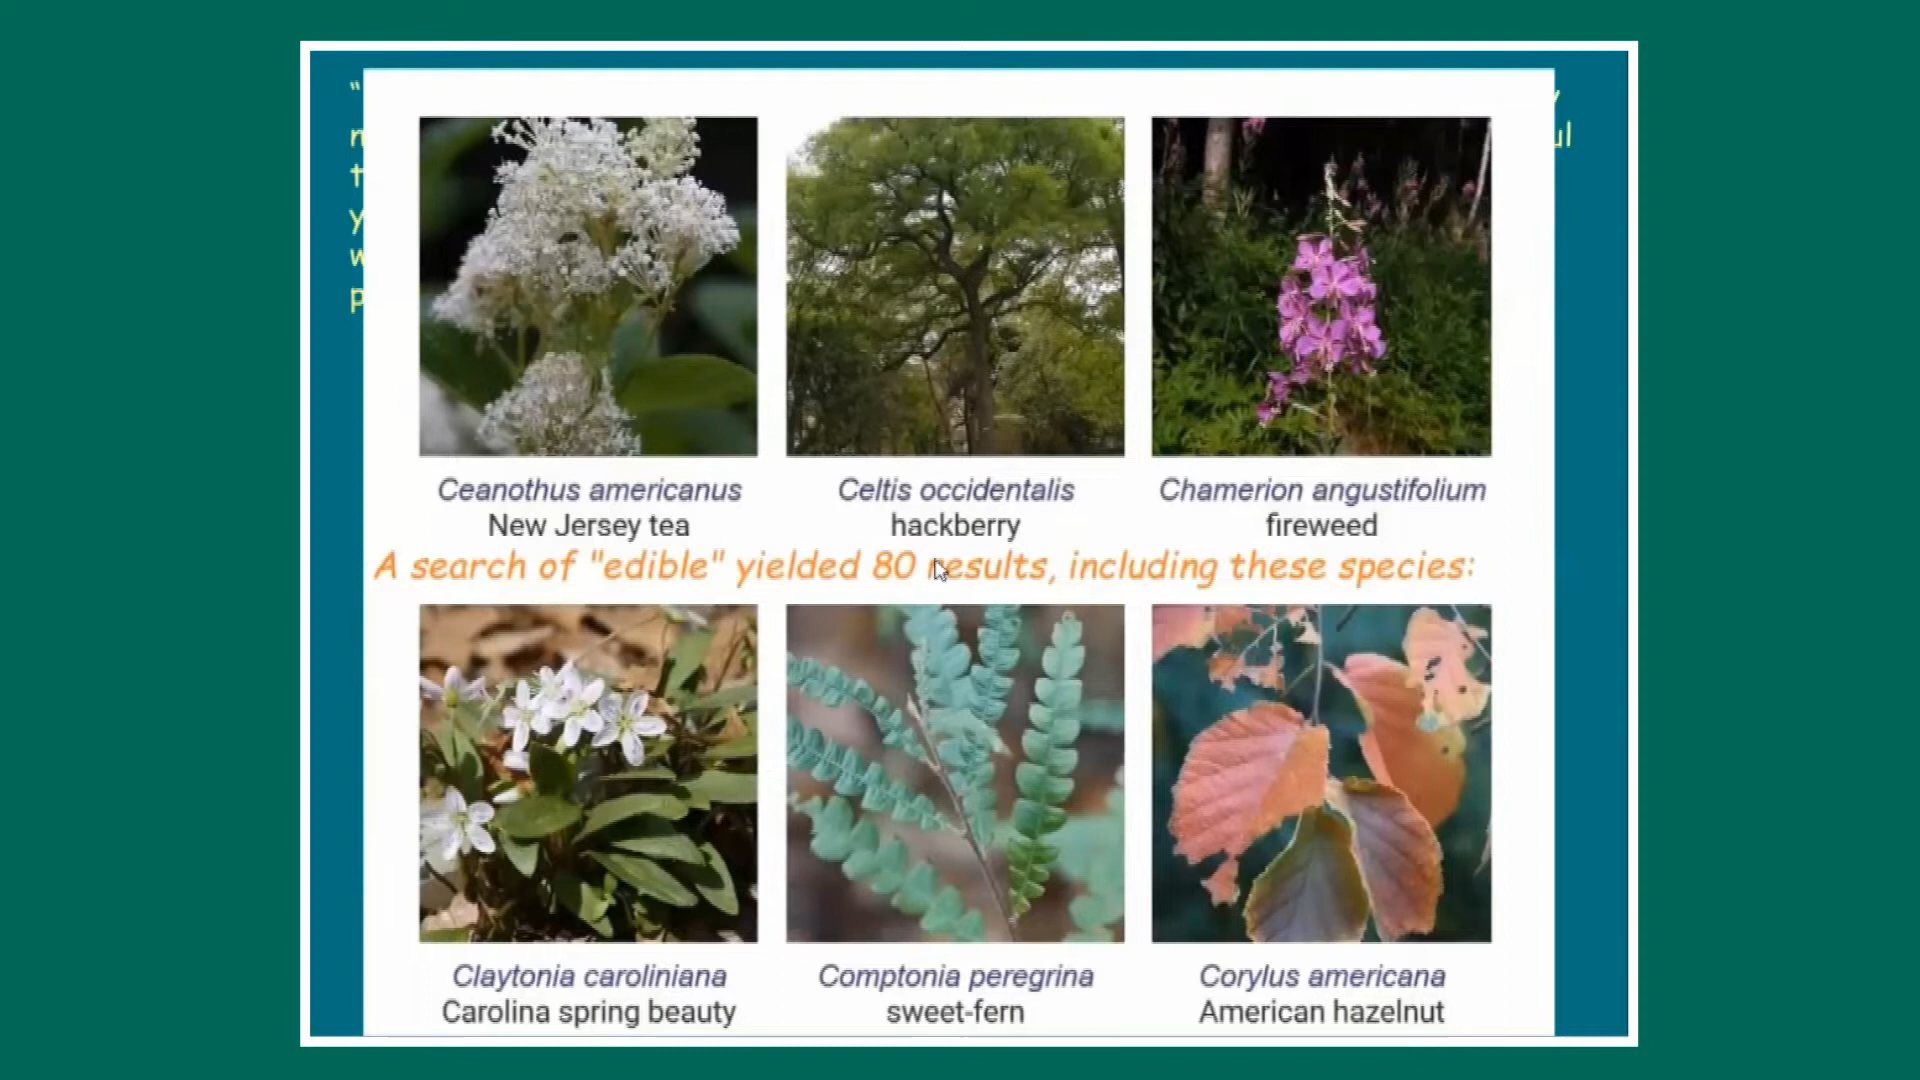 "
y
ul
Ceanothus americanus
New Jersey tea
Celtis occidentalis
hackberry
Chamerion angustifolium
fireweed
A search of "edible" yielded 80 results, including these species:
Claytonia caroliniana
Carolina spring beauty
Comptonia peregrina
sweet-fern
Corylus americana
American hazelnut